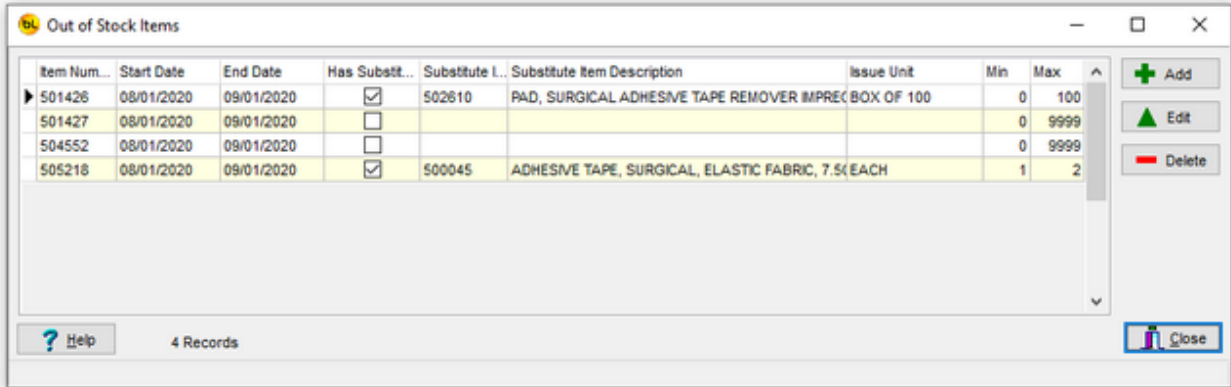 bL Out of Stock Items
Item Num... Start Date End Date Has Substit... Substitute I... Substitute Item Description Issue Unit Min Max
501426 08/01/2020 09/01/2020 502610 PAD, SURGICAL ADHESIVE TAPE REMOVER IMPREG BOX OF 100 0 100
501427 08/01/2020 09/01/2020 0 9999
504552 08/01/2020 09/01/2020 0 9999
505218 08/01/2020 09/01/2020 500045 ADHESIVE TAPE, SURGICAL, ELASTIC FABRIC, 7.50 EACH 1 2
Add
Edit
Delete
? Help 4 Records Close